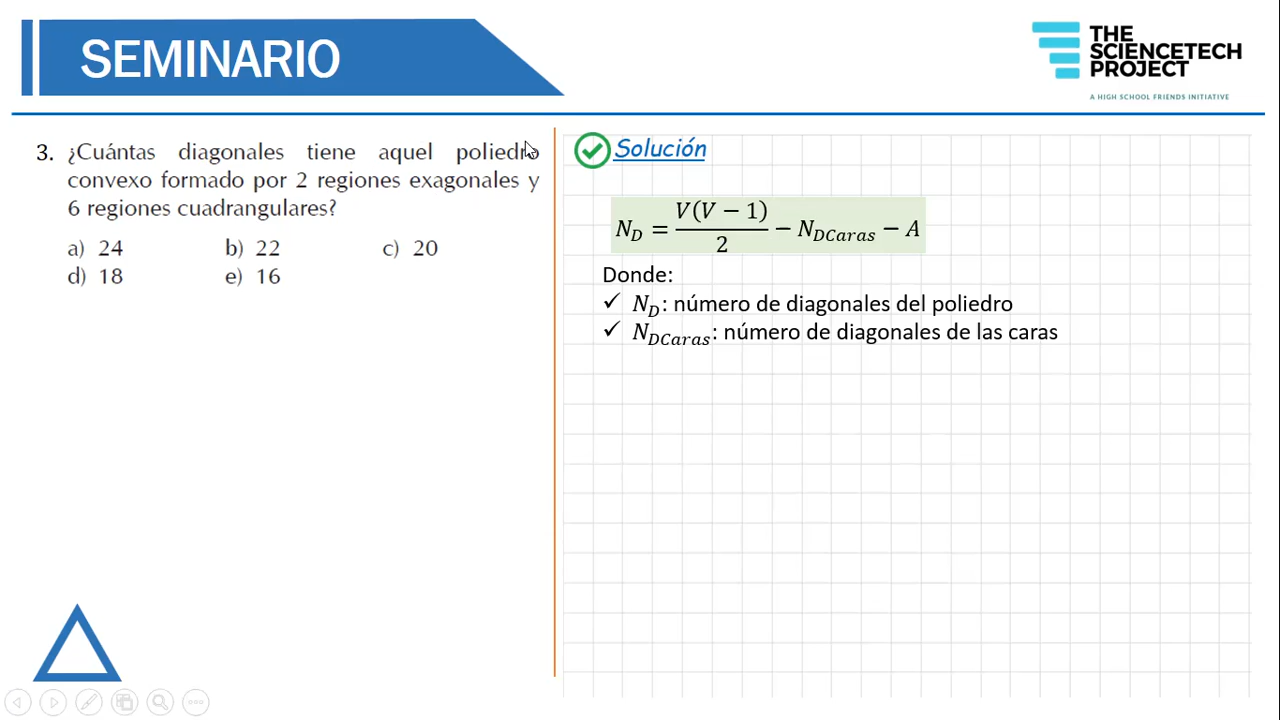 SEMINARIO
THE
SCIENCETECH
PROJECT
A HIGH SCHOOL FRIENDS INITIATIVE
3. ¿Cuántas diagonales tiene aquel poliedro
convexo formado por 2 regiones exagonales y
6 regiones cuadrangulares?
a) 24 b) 22 c) 20
d) 18 e) 16
Solución
N_D = V(V − 1)/2 − N_DCaras − A
Donde:
✓ N_D: número de diagonales del poliedro
✓ N_DCaras: número de diagonales de las caras